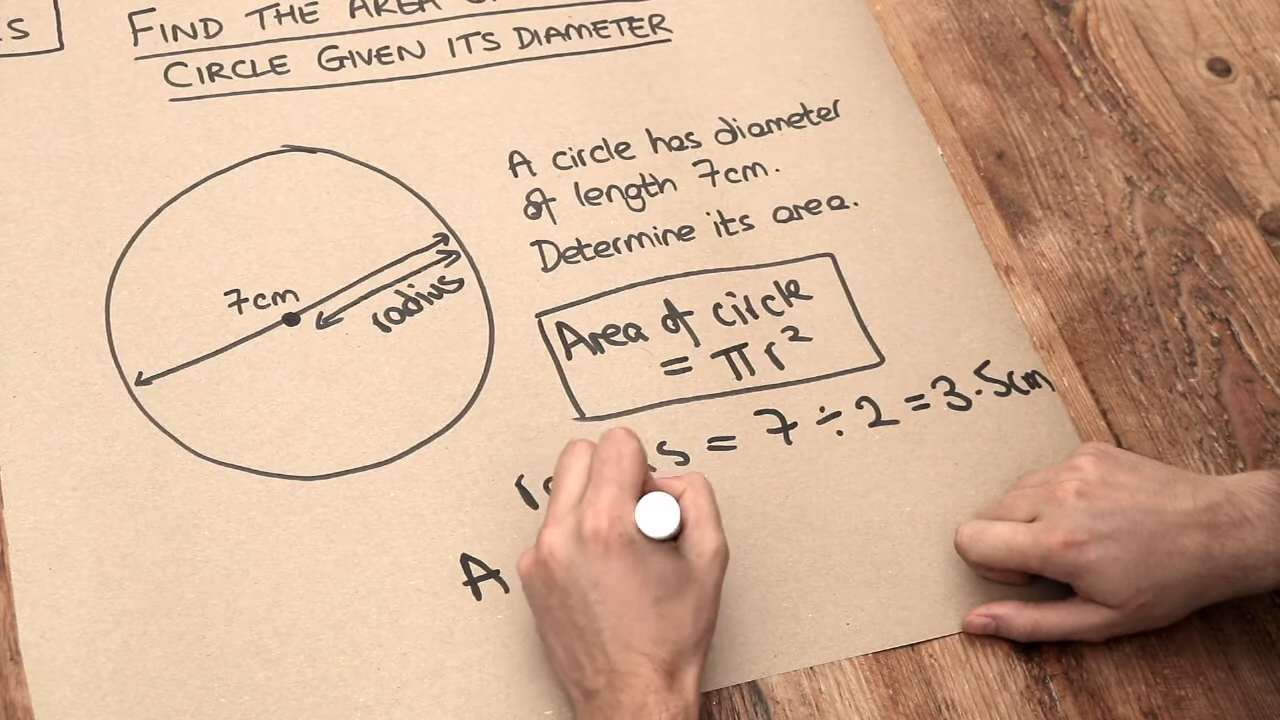 FIND THE AREA
CIRCLE GIVEN ITS DIAMETER
A circle has diameter
of length 7cm.
Determine its area.
7cm
radius
Area of circle
= πr²
= 7 ÷ 2 = 3.5cm
A